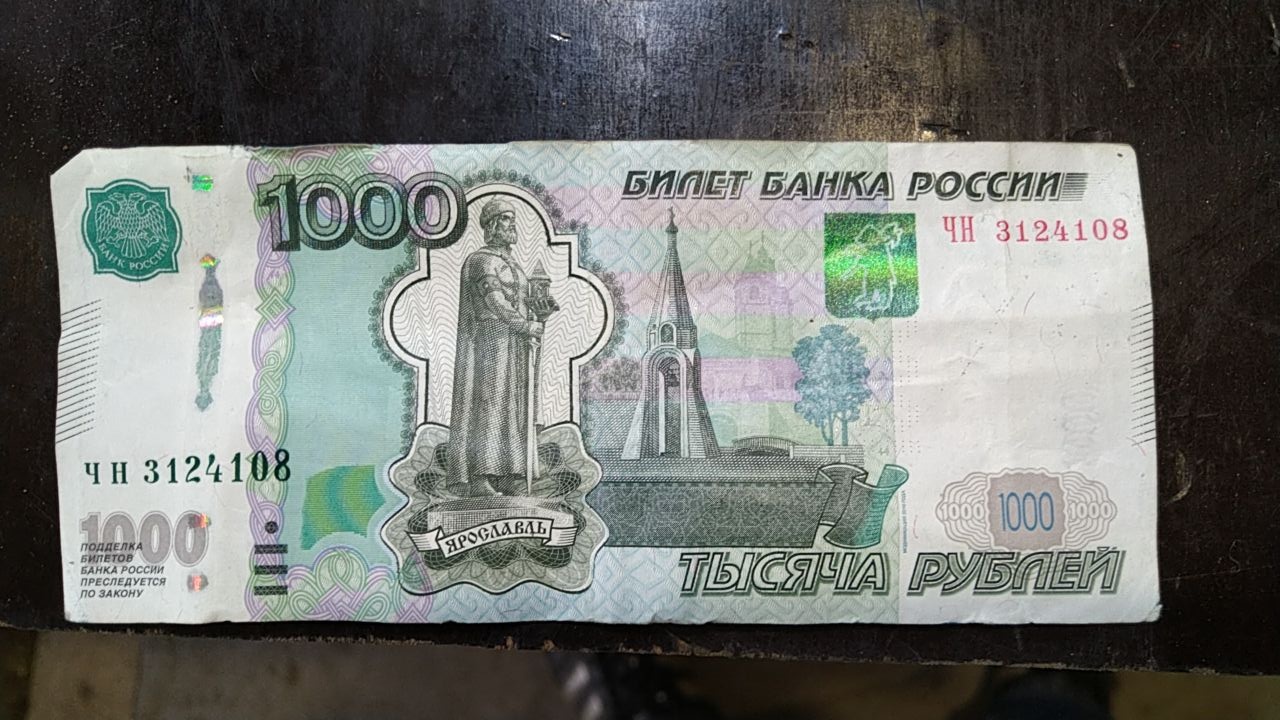 БАНК РОССИИ
1000
БИЛЕТ БАНКА РОССИИ
ЧН 3124108
ЧН 3124108
1000
ПОДДЕЛКА
БИЛЕТОВ
БАНКА РОССИИ
ПРЕСЛЕДУЕТСЯ
ПО ЗАКОНУ
ЯРОСЛАВЛЬ
1000 1000 1000
ТЫСЯЧА РУБЛЕЙ